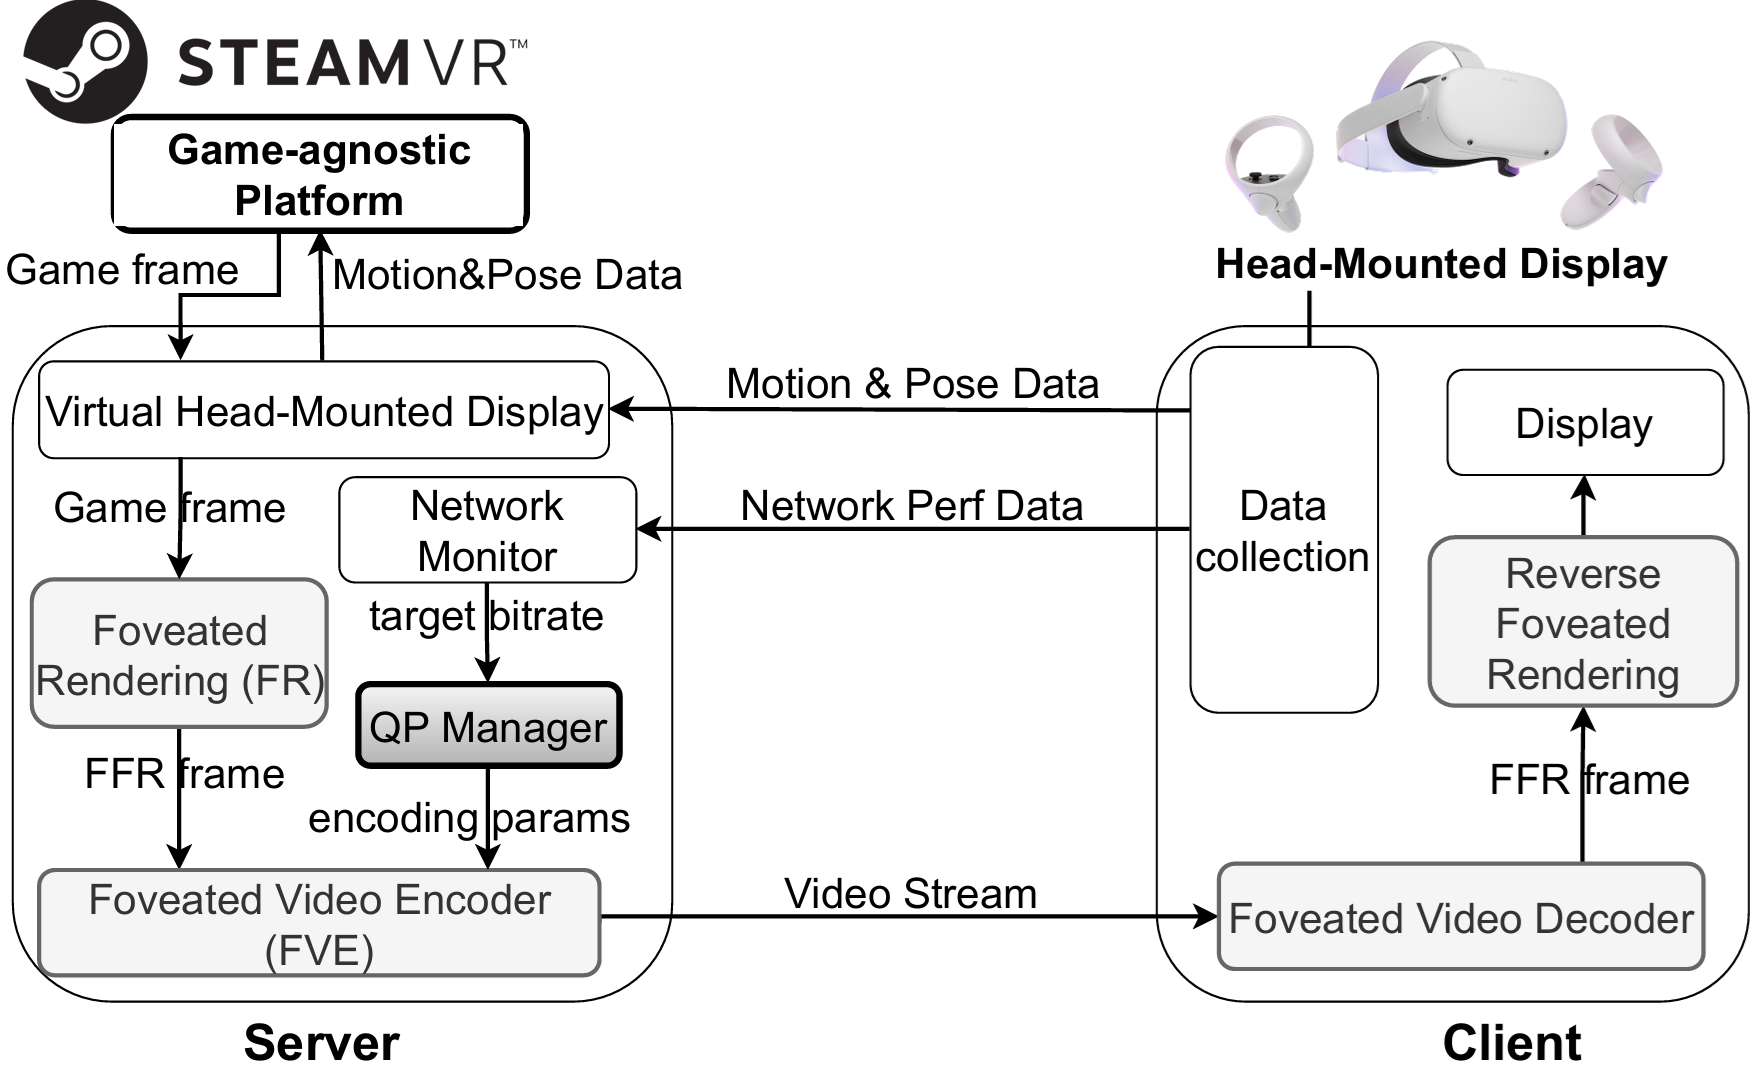 STEAM VR™
Game-agnostic
Platform
Game frame
Motion&Pose Data
Head-Mounted Display
Virtual Head-Mounted Display
Motion & Pose Data
Display
Game frame
Network
Monitor
Network Perf Data
Data
collection
target bitrate
Foveated
Rendering (FR)
Reverse
Foveated
Rendering
QP Manager
FFR frame
FFR frame
encoding params
Foveated Video Encoder
(FVE)
Video Stream
Foveated Video Decoder
Server
Client